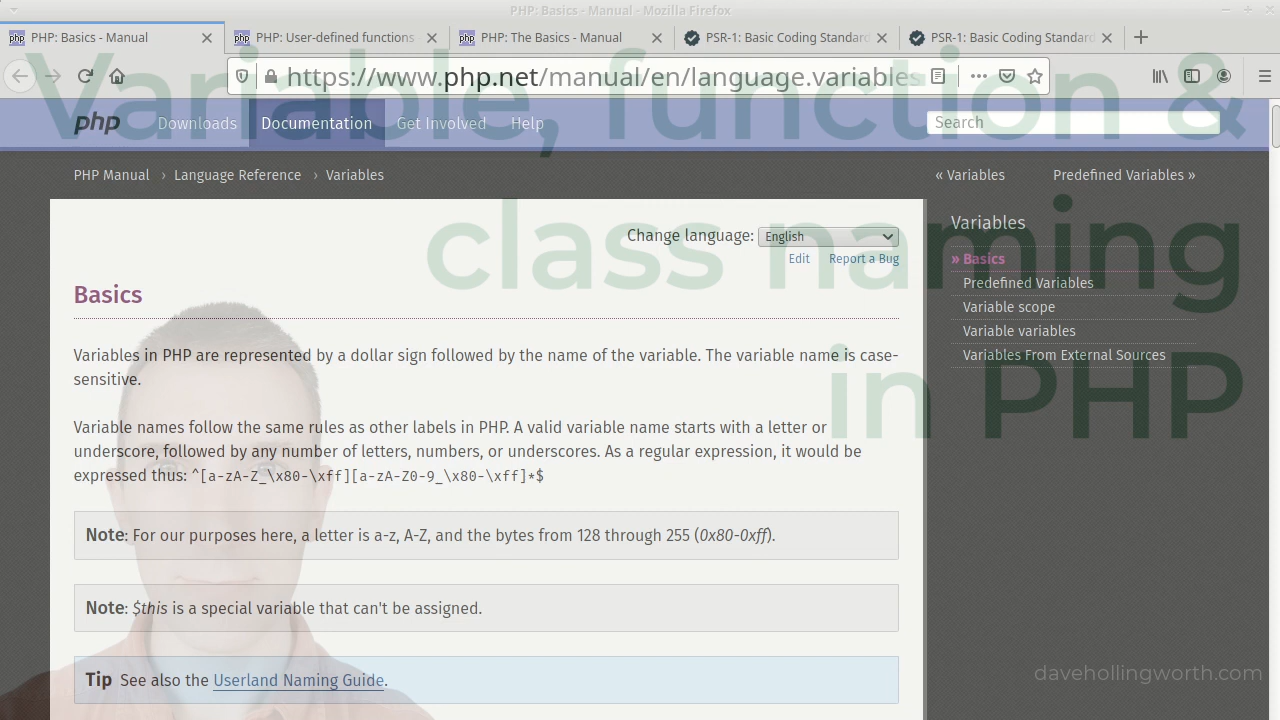 PHP: Basics - Manual - Mozilla Firefox
PHP: Basics - Manual
PHP: User-defined functions
PHP: The Basics - Manual
PSR-1: Basic Coding Standard
PSR-1: Basic Coding Standard
https://www.php.net/manual/en/language.variables
Variable, function &
class naming
in PHP
php
Downloads
Documentation
Get Involved
Help
Search
PHP Manual › Language Reference › Variables
« Variables
Predefined Variables »
Change language: English
Edit Report a Bug
Basics
Variables in PHP are represented by a dollar sign followed by the name of the variable. The variable name is case-
sensitive.
Variable names follow the same rules as other labels in PHP. A valid variable name starts with a letter or
underscore, followed by any number of letters, numbers, or underscores. As a regular expression, it would be
expressed thus: ^[a-zA-Z_\x80-\xff][a-zA-Z0-9_\x80-\xff]*$
Note: For our purposes here, a letter is a-z, A-Z, and the bytes from 128 through 255 (0x80-0xff).
Note: $this is a special variable that can't be assigned.
Tip See also the Userland Naming Guide.
Variables
» Basics
Predefined Variables
Variable scope
Variable variables
Variables From External Sources
davehollingworth.com